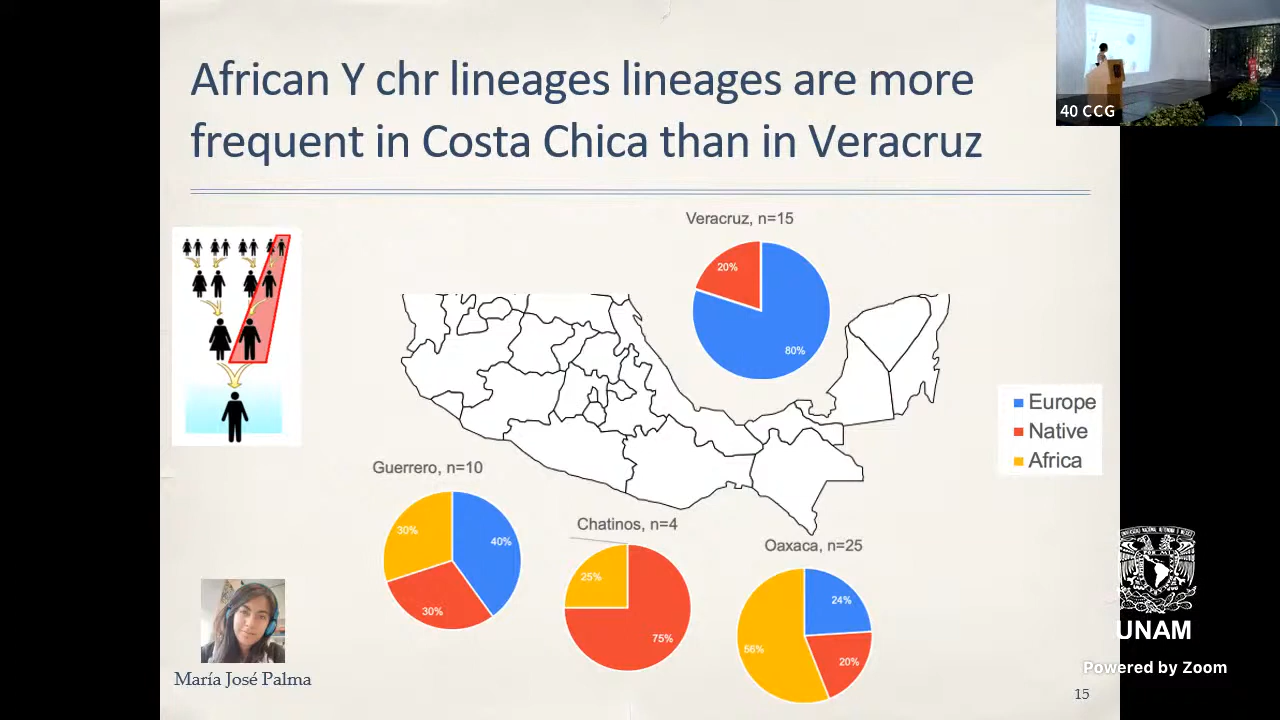 African Y chr lineages lineages are more
frequent in Costa Chica than in Veracruz
40 CCG
Veracruz, n=15
20%
80%
Europe
Native
Africa
Guerrero, n=10
30%
40%
30%
Chatinos, n=4
25%
75%
Oaxaca, n=25
24%
56%
20%
María José Palma
UNAM
Powered by Zoom
15